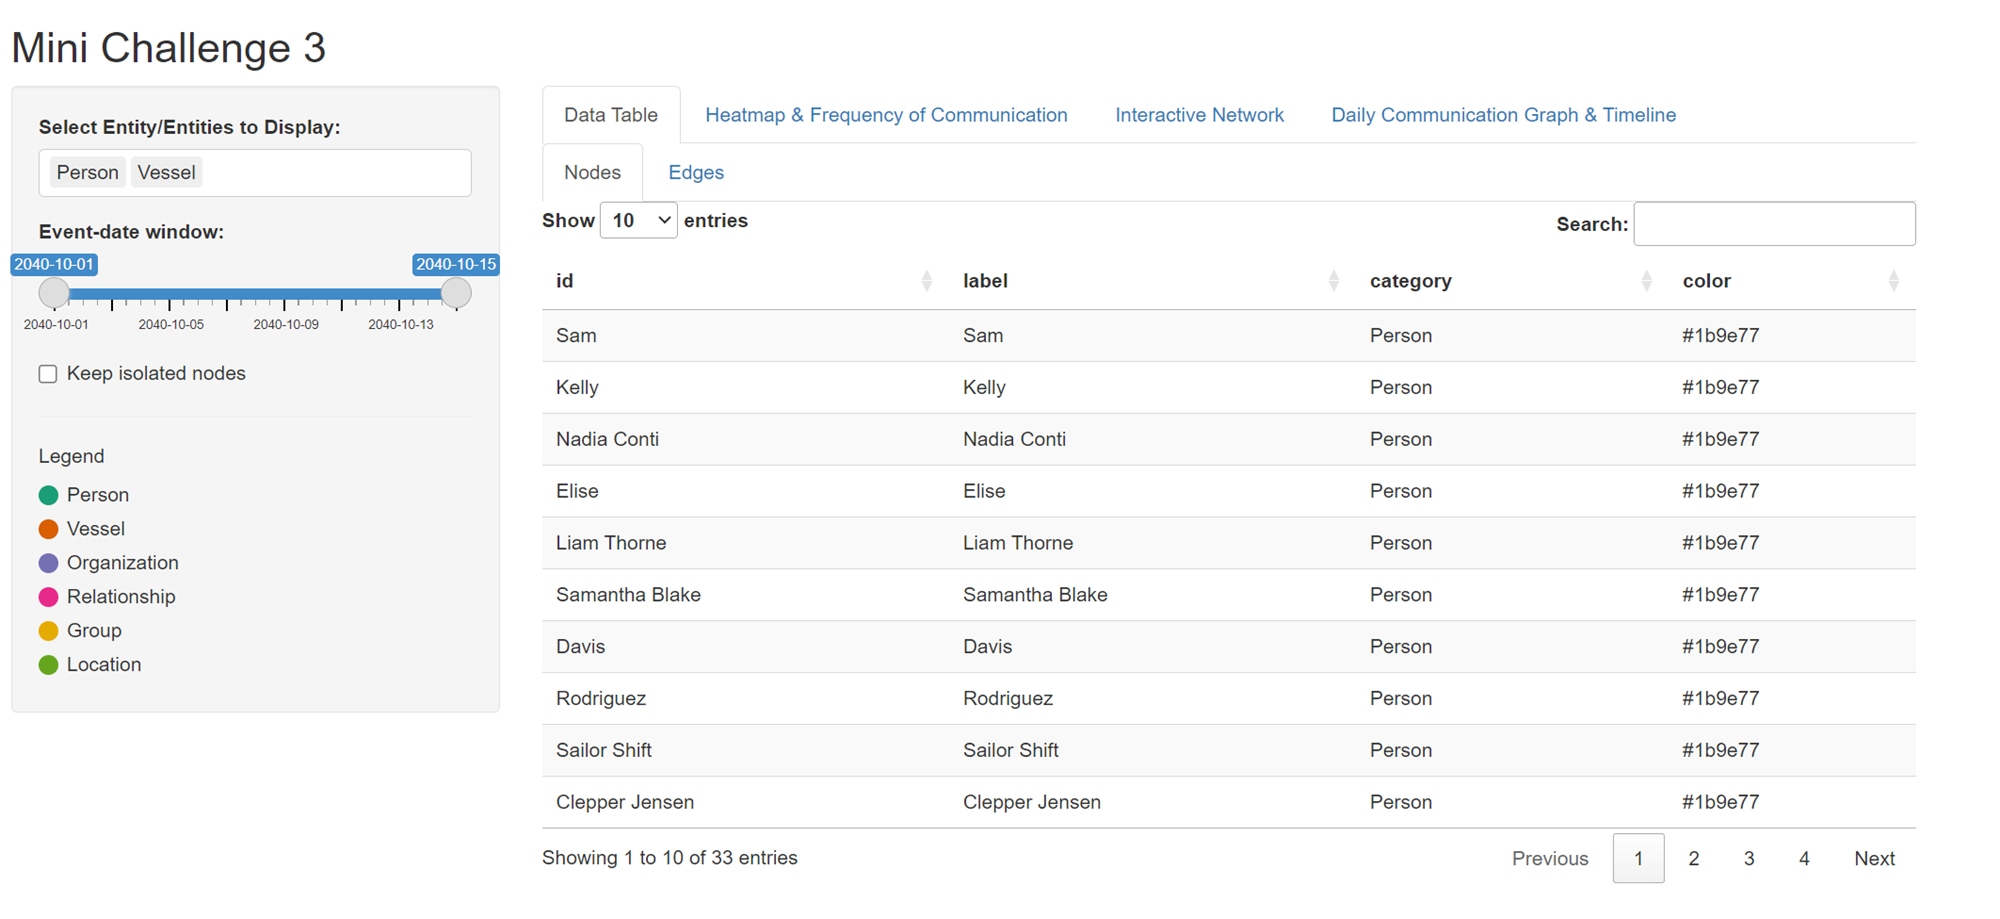 Mini Challenge 3
Select Entity/Entities to Display:
Person Vessel
Event-date window:
2040-10-01 2040-10-15
2040-10-01 2040-10-05 2040-10-09 2040-10-13
Keep isolated nodes
Legend
Person
Vessel
Organization
Relationship
Group
Location
Data Table Heatmap & Frequency of Communication Interactive Network Daily Communication Graph & Timeline
Nodes Edges
Show 10 entries Search:
id label category color
Sam Sam Person #1b9e77
Kelly Kelly Person #1b9e77
Nadia Conti Nadia Conti Person #1b9e77
Elise Elise Person #1b9e77
Liam Thorne Liam Thorne Person #1b9e77
Samantha Blake Samantha Blake Person #1b9e77
Davis Davis Person #1b9e77
Rodriguez Rodriguez Person #1b9e77
Sailor Shift Sailor Shift Person #1b9e77
Clepper Jensen Clepper Jensen Person #1b9e77
Showing 1 to 10 of 33 entries Previous 1 2 3 4 Next